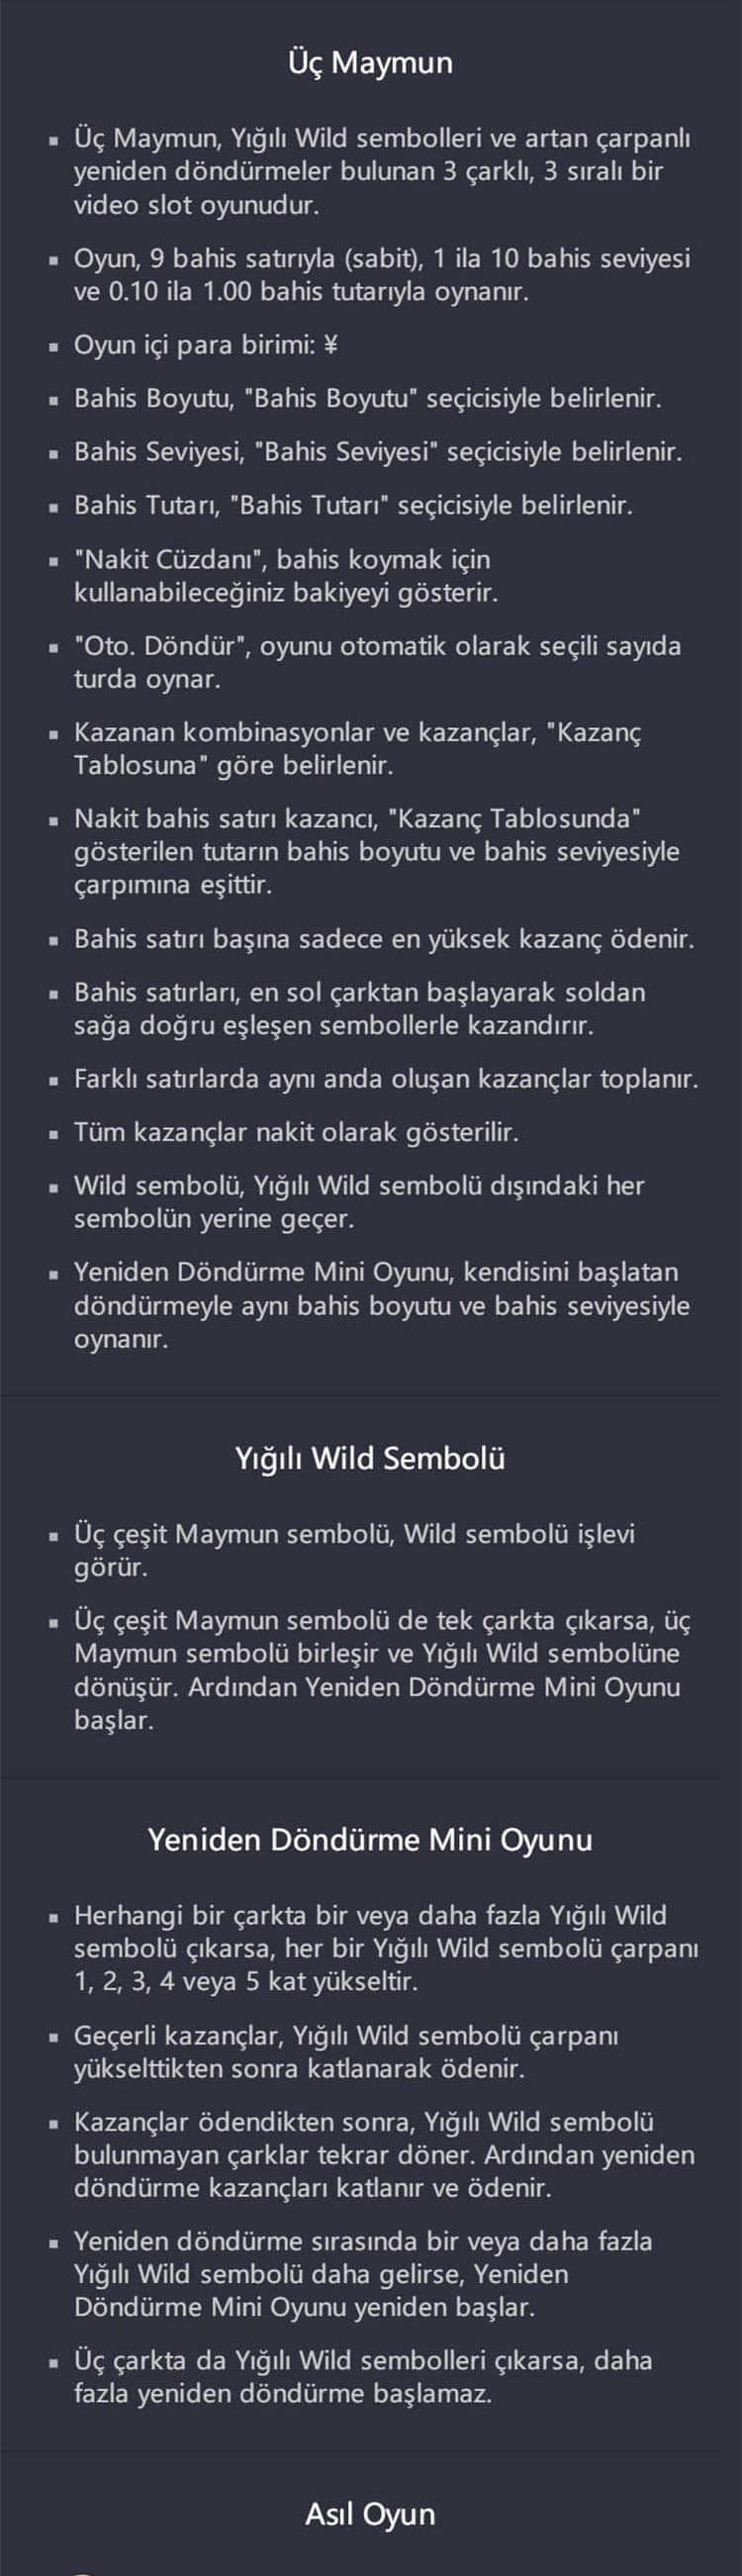 Üç Maymun
▪ Üç Maymun, Yığılı Wild sembolleri ve artan çarpanlı
yeniden döndürmeler bulunan 3 çarklı, 3 sıralı bir
video slot oyunudur.
▪ Oyun, 9 bahis satırıyla (sabit), 1 ila 10 bahis seviyesi
ve 0.10 ila 1.00 bahis tutarıyla oynanır.
▪ Oyun içi para birimi: ¥
▪ Bahis Boyutu, "Bahis Boyutu" seçicisiyle belirlenir.
▪ Bahis Seviyesi, "Bahis Seviyesi" seçicisiyle belirlenir.
▪ Bahis Tutarı, "Bahis Tutarı" seçicisiyle belirlenir.
▪ "Nakit Cüzdanı", bahis koymak için
kullanabileceğiniz bakiyeyi gösterir.
▪ "Oto. Döndür", oyunu otomatik olarak seçili sayıda
turda oynar.
▪ Kazanan kombinasyonlar ve kazançlar, "Kazanç
Tablosuna" göre belirlenir.
▪ Nakit bahis satırı kazancı, "Kazanç Tablosunda"
gösterilen tutarın bahis boyutu ve bahis seviyesiyle
çarpımına eşittir.
▪ Bahis satırı başına sadece en yüksek kazanç ödenir.
▪ Bahis satırları, en sol çarktan başlayarak soldan
sağa doğru eşleşen sembollerle kazandırır.
▪ Farklı satırlarda aynı anda oluşan kazançlar toplanır.
▪ Tüm kazançlar nakit olarak gösterilir.
▪ Wild sembolü, Yığılı Wild sembolü dışındaki her
sembolün yerine geçer.
▪ Yeniden Döndürme Mini Oyunu, kendisini başlatan
döndürmeyle aynı bahis boyutu ve bahis seviyesiyle
oynanır.
Yığılı Wild Sembolü
▪ Üç çeşit Maymun sembolü, Wild sembolü işlevi
görür.
▪ Üç çeşit Maymun sembolü de tek çarkta çıkarsa, üç
Maymun sembolü birleşir ve Yığılı Wild sembolüne
dönüşür. Ardından Yeniden Döndürme Mini Oyunu
başlar.
Yeniden Döndürme Mini Oyunu
▪ Herhangi bir çarkta bir veya daha fazla Yığılı Wild
sembolü çıkarsa, her bir Yığılı Wild sembolü çarpanı
1, 2, 3, 4 veya 5 kat yükseltir.
▪ Geçerli kazançlar, Yığılı Wild sembolü çarpanı
yükselttikten sonra katlanarak ödenir.
▪ Kazançlar ödendikten sonra, Yığılı Wild sembolü
bulunmayan çarklar tekrar döner. Ardından yeniden
döndürme kazançları katlanır ve ödenir.
▪ Yeniden döndürme sırasında bir veya daha fazla
Yığılı Wild sembolü daha gelirse, Yeniden
Döndürme Mini Oyunu yeniden başlar.
▪ Üç çarkta da Yığılı Wild sembolleri çıkarsa, daha
fazla yeniden döndürme başlamaz.
Asıl Oyun